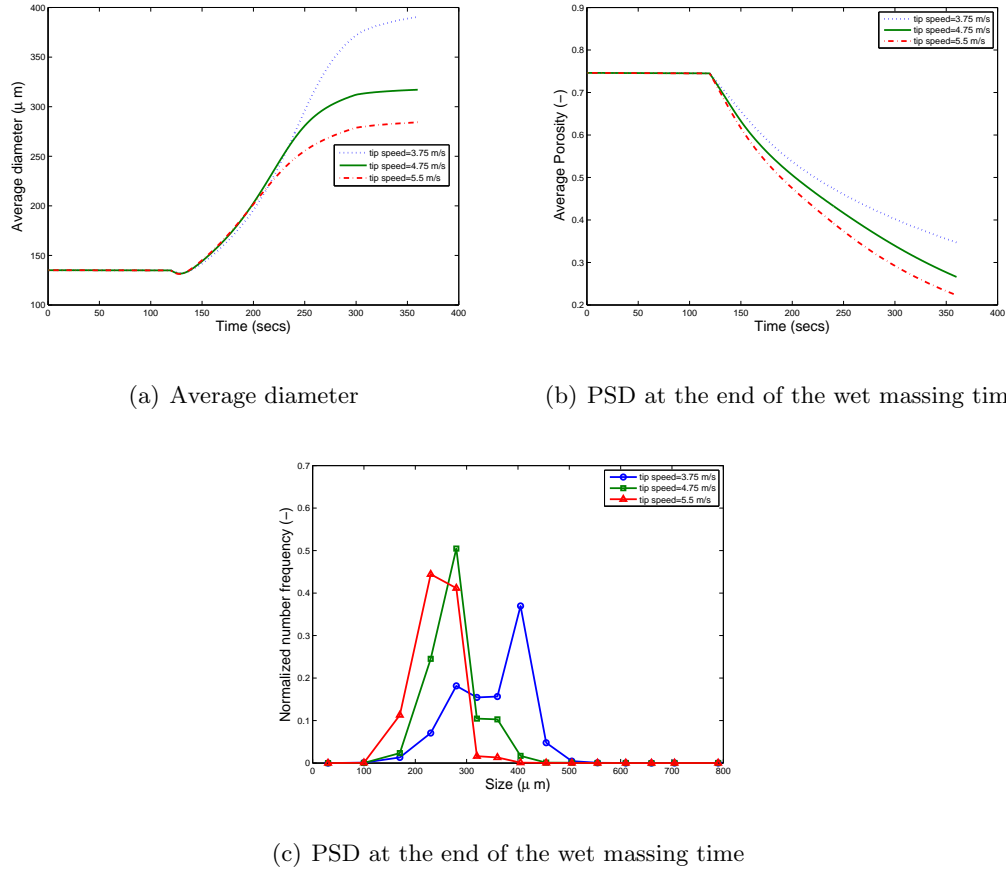 400
350
300
250
200
150
100
0 50 100 150 200 250 300 350 400
Average diameter (μ m)
Time (secs)
tip speed=3.75 m/s
tip speed=4.75 m/s
tip speed=5.5 m/s
(a) Average diameter
0.9
0.8
0.7
0.6
0.5
0.4
0.3
0.2
0 50 100 150 200 250 300 350 400
Average Porosity (−)
Time (secs)
tip speed=3.75 m/s
tip speed=4.75 m/s
tip speed=5.5 m/s
(b) PSD at the end of the wet massing tim
0.7
0.6
0.5
0.4
0.3
0.2
0.1
0
0 100 200 300 400 500 600 700 800
Normalized number frequency (−)
Size (μ m)
tip speed=3.75 m/s
tip speed=4.75 m/s
tip speed=5.5 m/s
(c) PSD at the end of the wet massing time